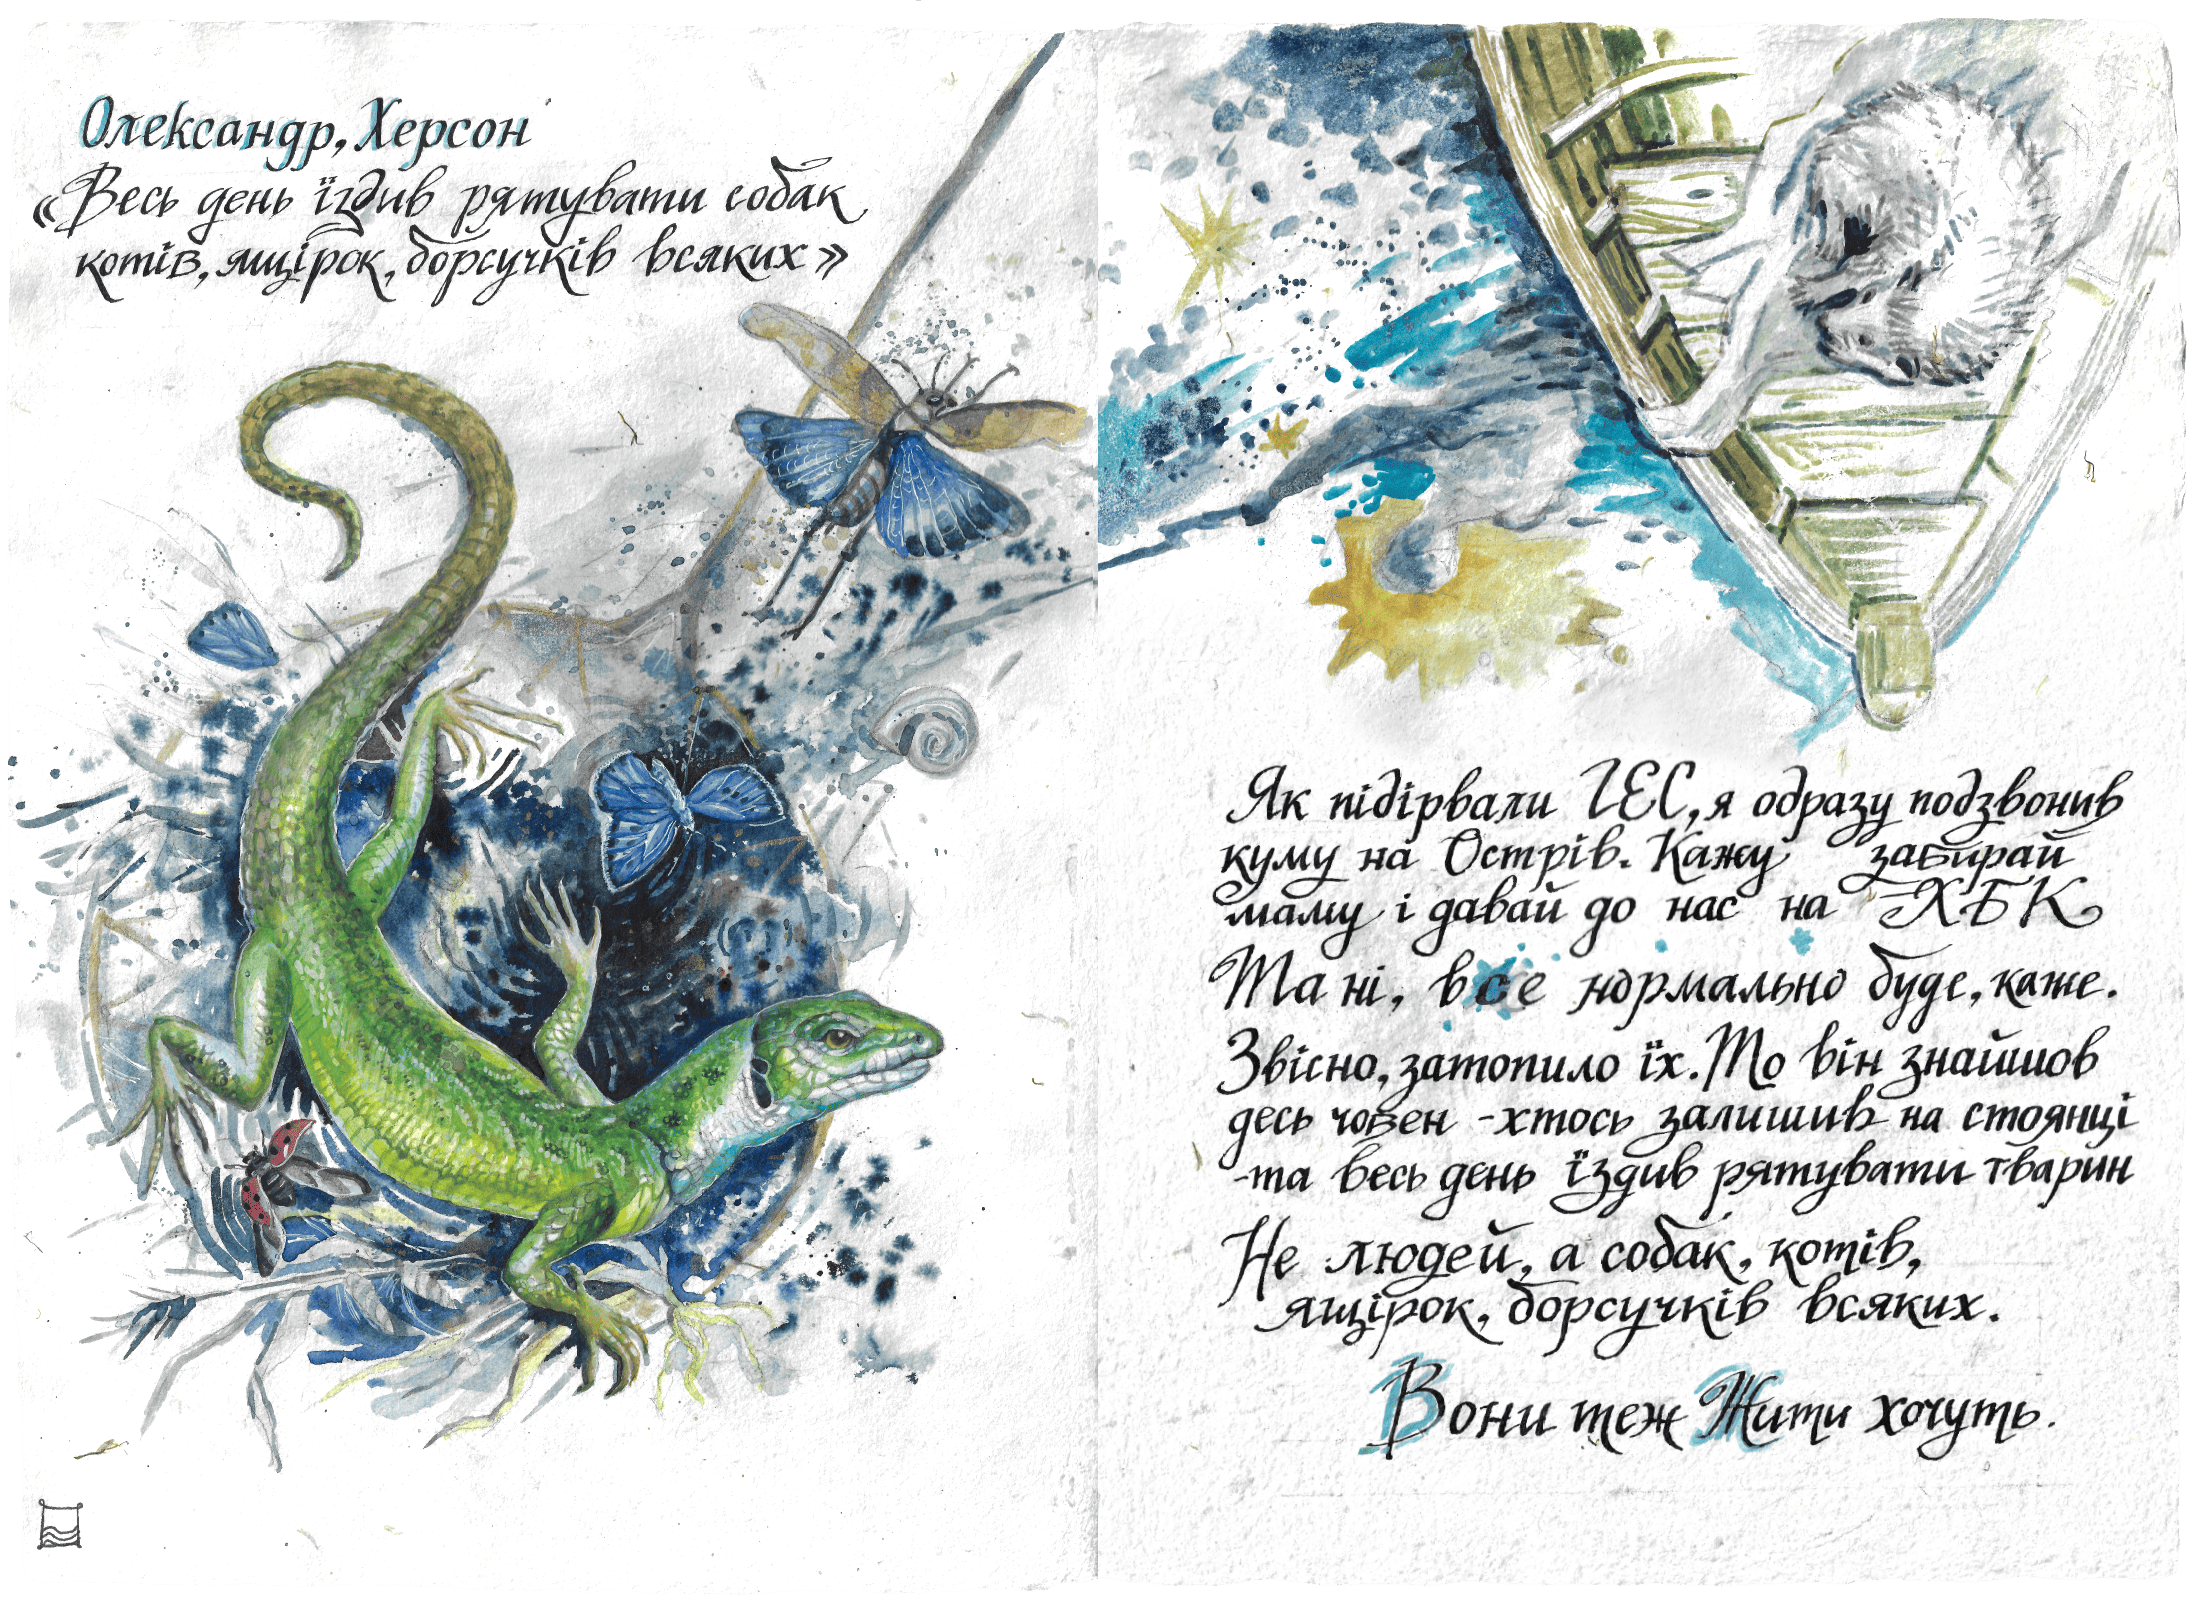 Олександр, Херсон
«Весь день їздив рятувати собак
котів, ящірок, борсучків всяких»
Як підірвали ГЕС, я одразу подзвонив
куму на Острів. Кажу забирай
маму і давай до нас на ХБК
Та ні, все нормально буде, каже.
Звісно, затопило їх. То він знайшов
десь човен - хтось залишив на стоянці
- та весь день їздив рятувати тварин
Не людей, а собак, котів,
ящірок, борсучків всяких.
Вони теж Жити хочуть.